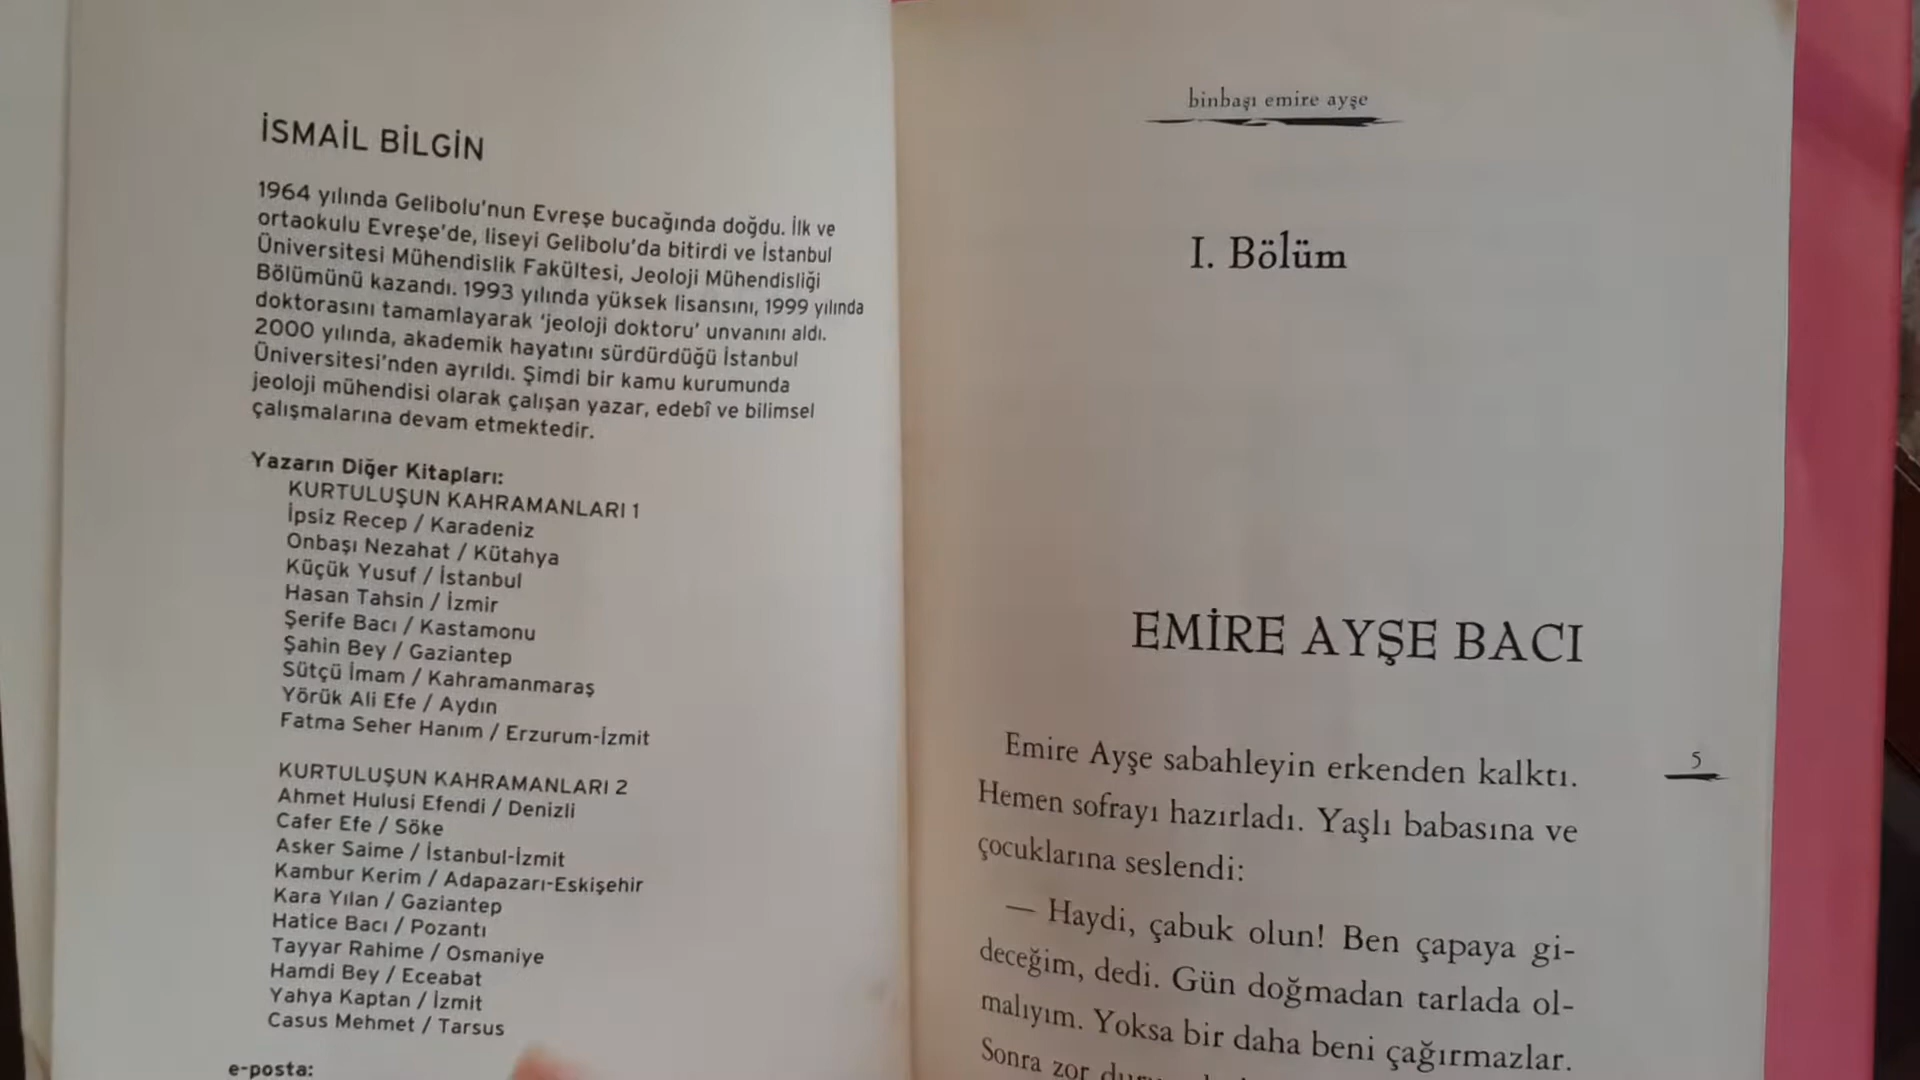 İSMAİL BİLGİN
1964 yılında Gelibolu'nun Evreşe bucağında doğdu. İlk ve
ortaokulu Evreşe'de, liseyi Gelibolu'da bitirdi ve İstanbul
Üniversitesi Mühendislik Fakültesi, Jeoloji Mühendisliği
Bölümünü kazandı. 1993 yılında yüksek lisansını, 1999 yılında
doktorasını tamamlayarak 'jeoloji doktoru' unvanını aldı.
2000 yılında, akademik hayatını sürdürdüğü İstanbul
Üniversitesi'nden ayrıldı. Şimdi bir kamu kurumunda
jeoloji mühendisi olarak çalışan yazar, edebî ve bilimsel
çalışmalarına devam etmektedir.
Yazarın Diğer Kitapları:
KURTULUŞUN KAHRAMANLARI 1
İpsiz Recep / Karadeniz
Onbaşı Nezahat / Kütahya
Küçük Yusuf / İstanbul
Hasan Tahsin / İzmir
Şerife Bacı / Kastamonu
Şahin Bey / Gaziantep
Sütçü İmam / Kahramanmaraş
Yörük Ali Efe / Aydın
Fatma Seher Hanım / Erzurum-İzmit
KURTULUŞUN KAHRAMANLARI 2
Ahmet Hulusi Efendi / Denizli
Cafer Efe / Söke
Asker Saime / İstanbul-İzmit
Kambur Kerim / Adapazarı-Eskişehir
Kara Yılan / Gaziantep
Hatice Bacı / Pozantı
Tayyar Rahime / Osmaniye
Hamdi Bey / Eceabat
Yahya Kaptan / İzmit
Casus Mehmet / Tarsus
e-posta:
binbaşı emire ayşe
I. Bölüm
EMİRE AYŞE BACI
Emire Ayşe sabahleyin erkenden kalktı.
Hemen sofrayı hazırladı. Yaşlı babasına ve
çocuklarına seslendi:
— Haydi, çabuk olun! Ben çapaya gi-
deceğim, dedi. Gün doğmadan tarlada ol-
malıyım. Yoksa bir daha beni çağırmazlar.
Sonra zor
5